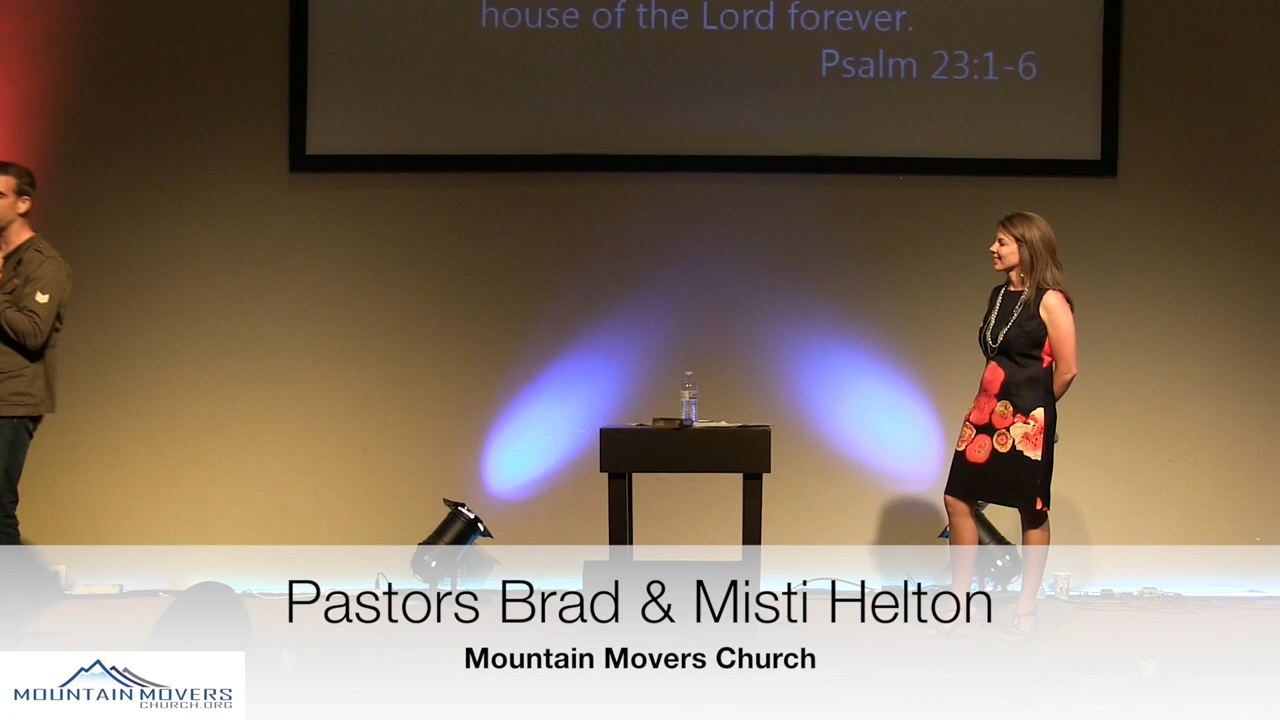 house of the Lord forever.
Psalm 23:1-6
Pastors Brad & Misti Helton
Mountain Movers Church
MOUNTAIN MOVERS
CHURCH.ORG